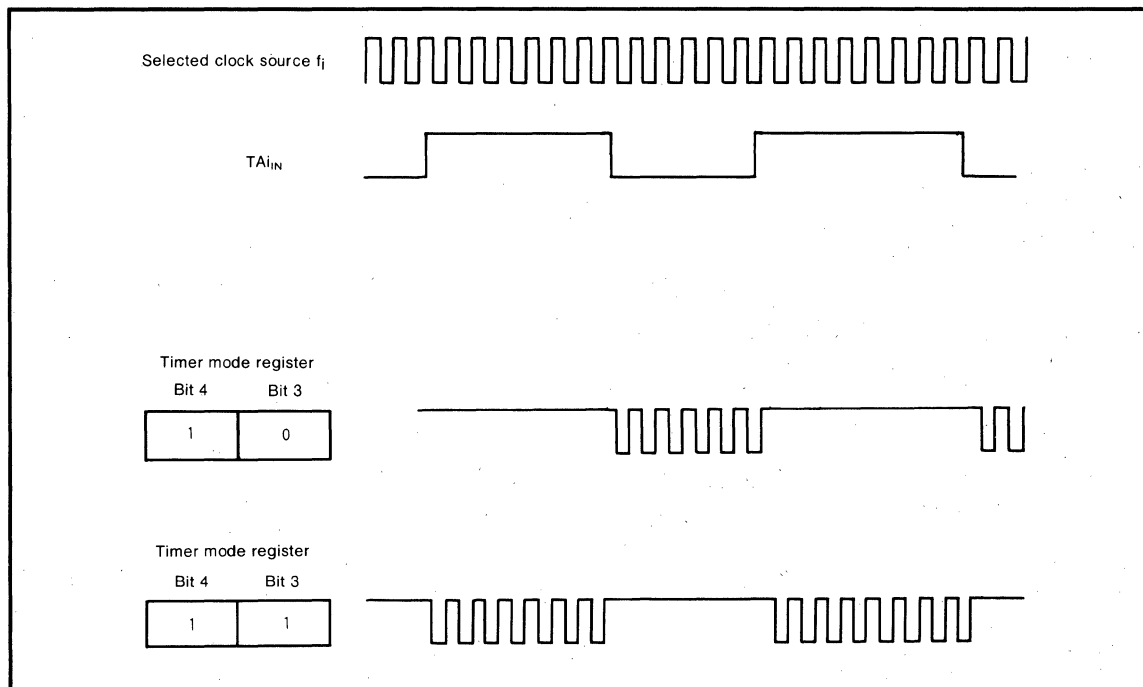 Selected clock source fi
TAiIN
Timer mode register
Bit 4 Bit 3
1 0
Timer mode register
Bit 4 Bit 3
1 1